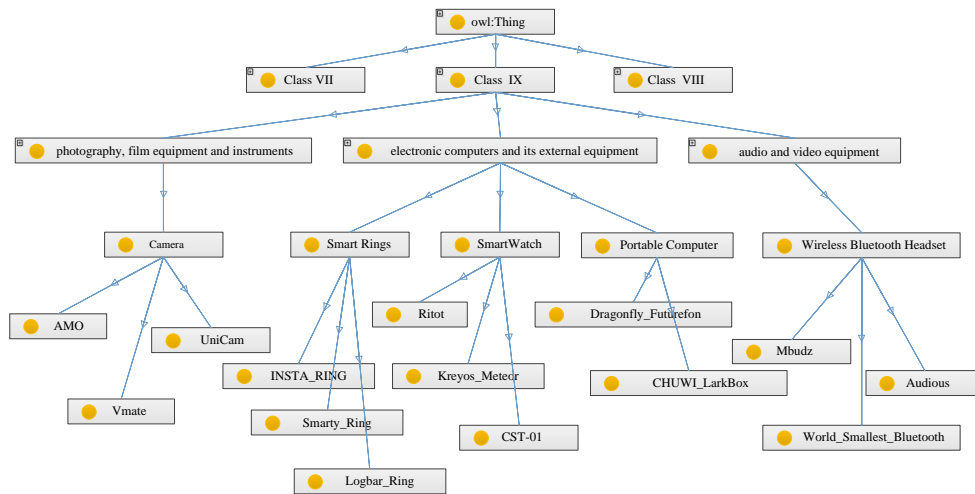 owl:Thing
Class VII
Class IX
Class VIII
photography, film equipment and instruments
electronic computers and its external equipment
audio and video equipment
Camera
Smart Rings
SmartWatch
Portable Computer
Wireless Bluetooth Headset
AMO
UniCam
Ritot
Dragonfly_Futurefon
Mbudz
INSTA_RING
Kreyos_Meteor
CHUWI_LarkBox
Audious
Vmate
Smarty_Ring
CST-01
World_Smallest_Bluetooth
Logbar_Ring